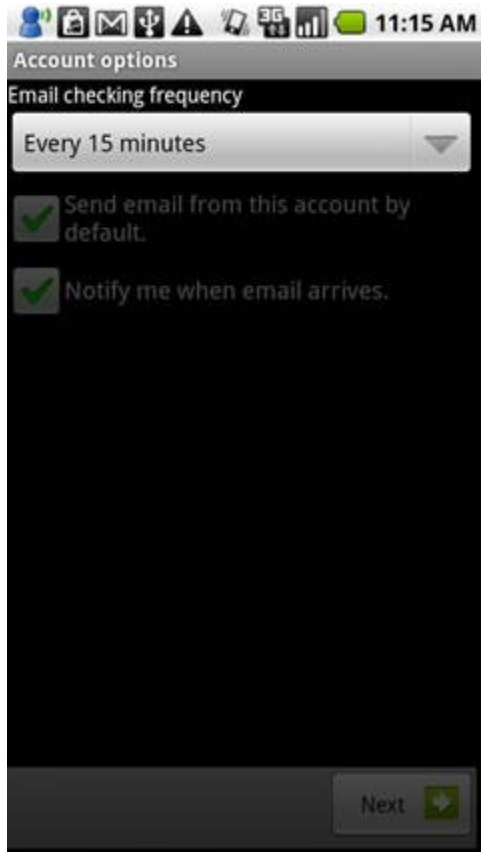 3G
11:15 AM
Account options
Email checking frequency
Every 15 minutes
Send email from this account by
default.
Notify me when email arrives.
Next